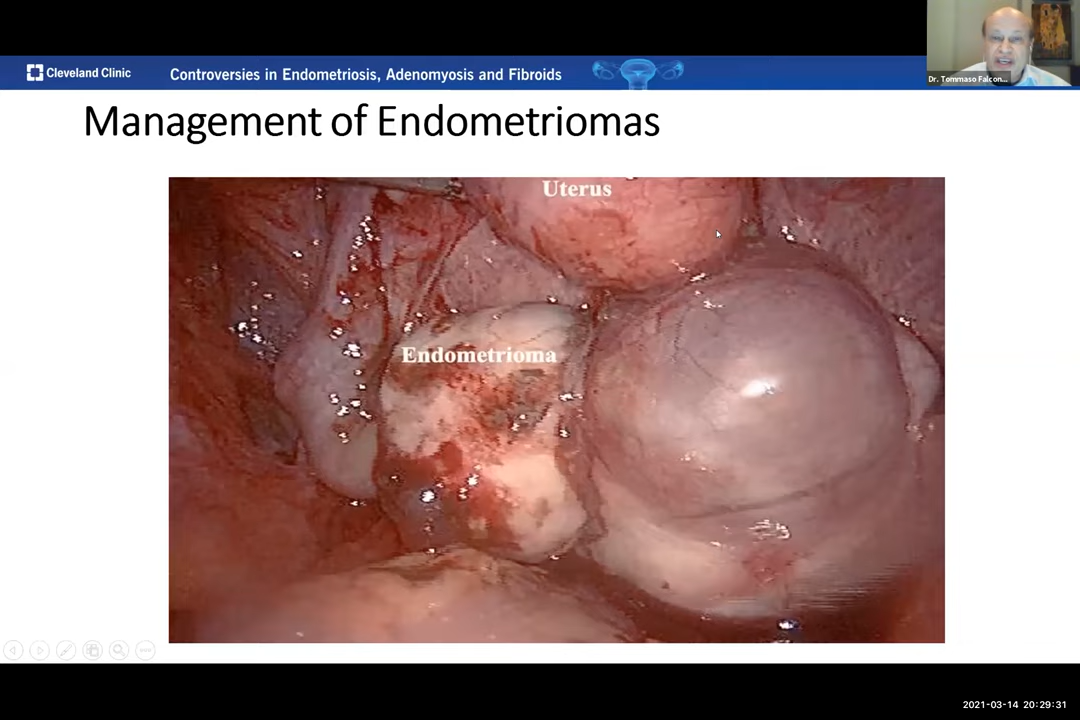 Cleveland Clinic
Controversies in Endometriosis, Adenomyosis and Fibroids
Dr. Tommaso Falcon...
Management of Endometriomas
Uterus
Endometrioma
2021-03-14 20:29:31